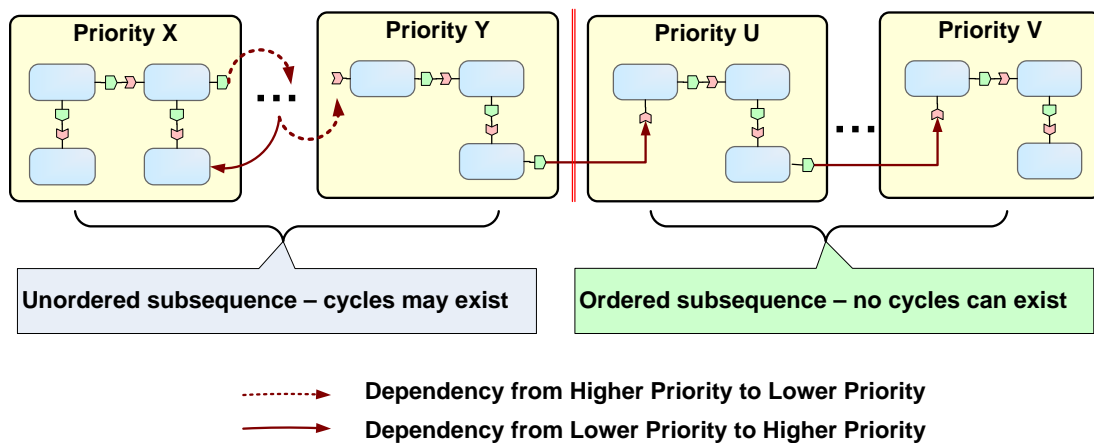 Priority X
Priority Y
Priority U
Priority V
Unordered subsequence – cycles may exist
Ordered subsequence – no cycles can exist
Dependency from Higher Priority to Lower Priority
Dependency from Lower Priority to Higher Priority